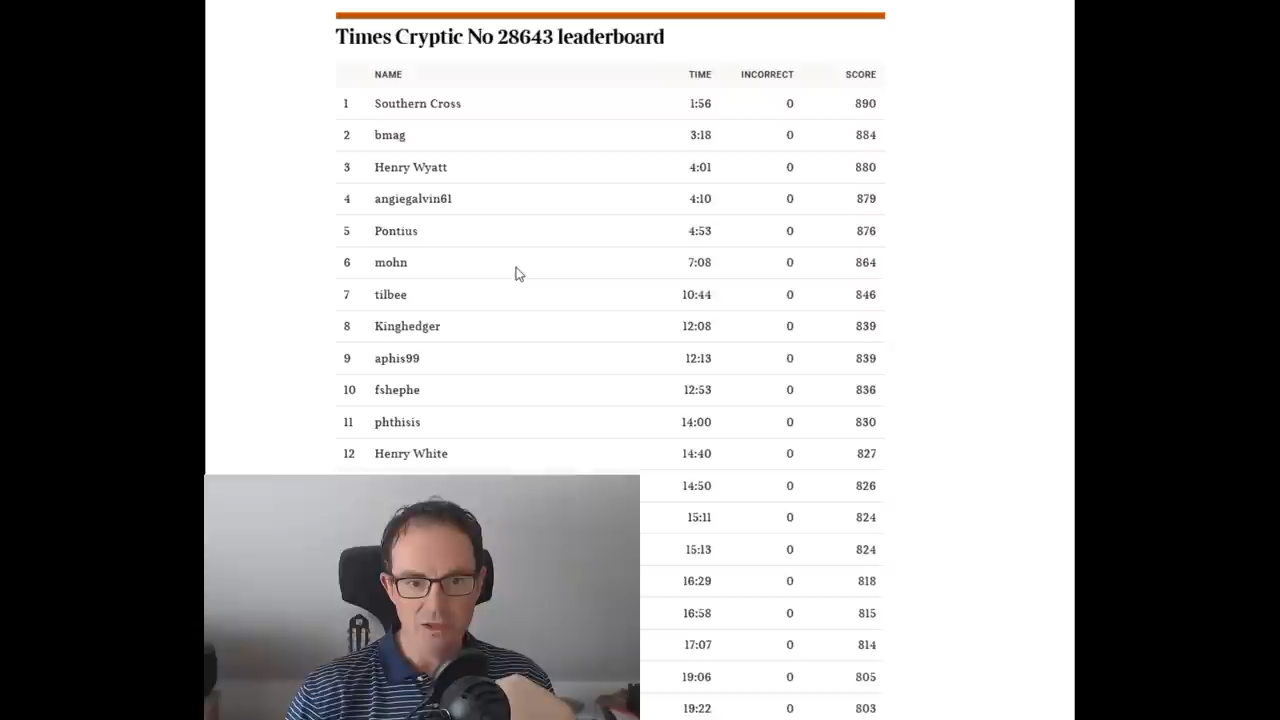 Times Cryptic No 28643 leaderboard
NAME TIME INCORRECT SCORE
1 Southern Cross 1:56 0 890
2 bmag 3:18 0 884
3 Henry Wyatt 4:01 0 880
4 angiegalvin61 4:10 0 879
5 Pontius 4:53 0 876
6 mohn 7:08 0 864
7 tilbee 10:44 0 846
8 Kinghedger 12:08 0 839
9 aphis99 12:13 0 839
10 fshephe 12:53 0 836
11 phthisis 14:00 0 830
12 Henry White 14:40 0 827
14:50 0 826
15:11 0 824
15:13 0 824
16:29 0 818
16:58 0 815
17:07 0 814
19:06 0 805
19:22 0 803